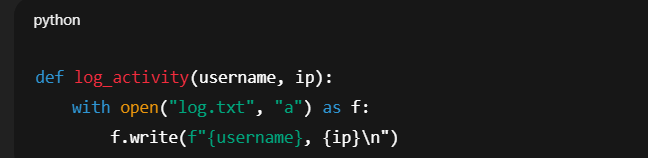 python
def log_activity(username, ip):
    with open("log.txt", "a") as f:
        f.write(f"{username}, {ip}\n")